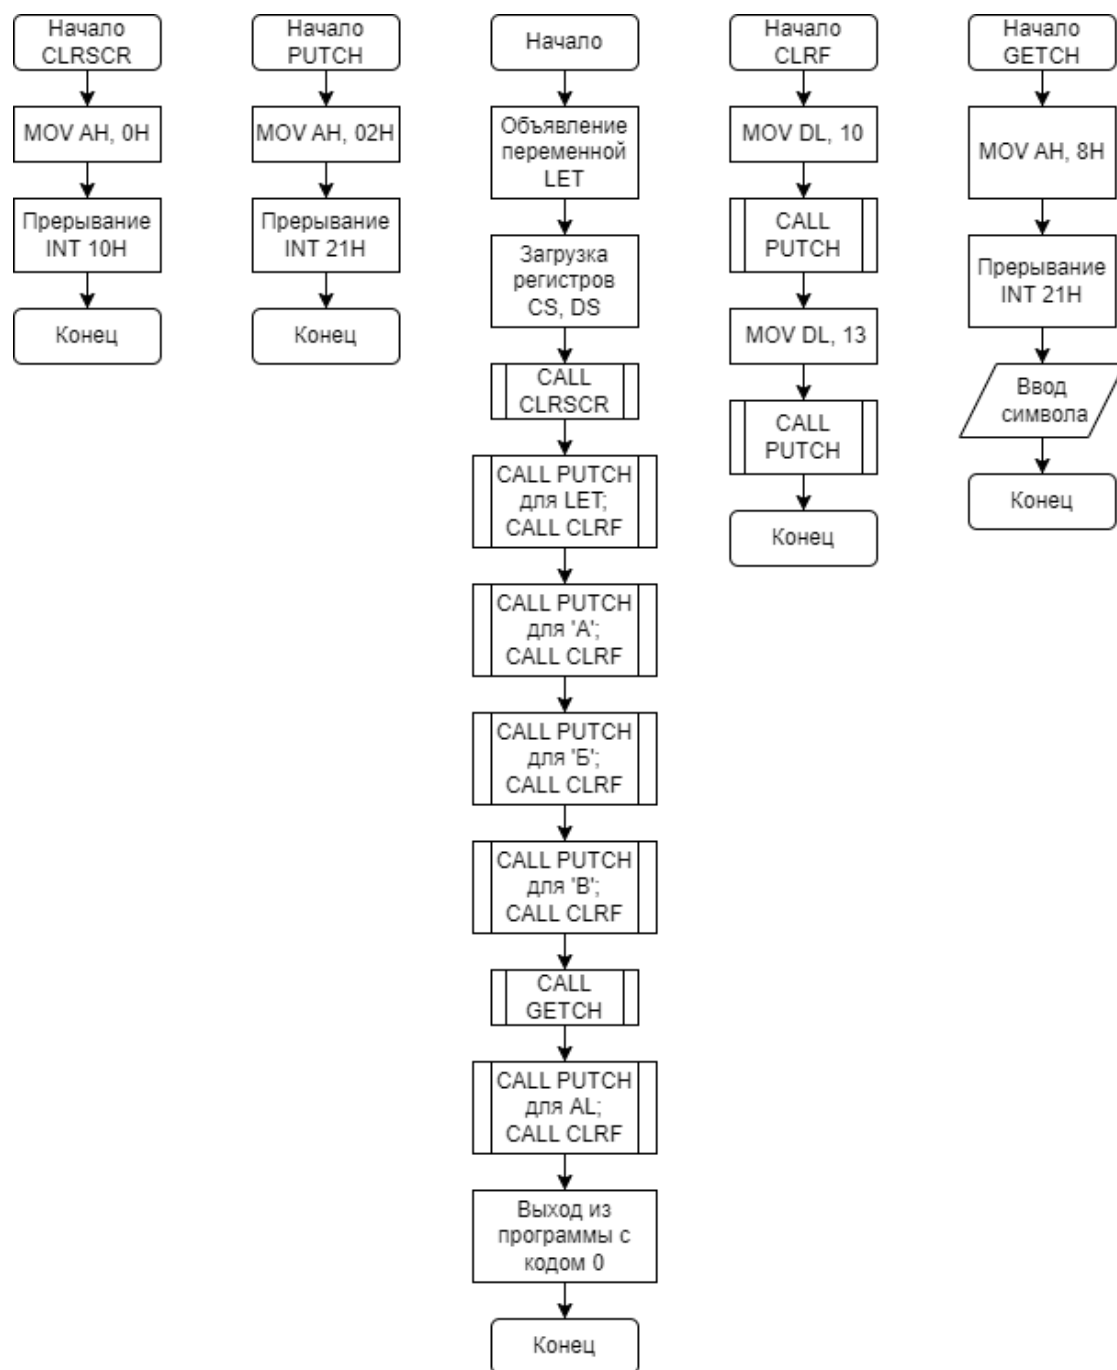 Начало
CLRSCR
MOV AH, 0H
Прерывание
INT 10H
Конец
Начало
PUTCH
MOV AH, 02H
Прерывание
INT 21H
Конец
Начало
Объявление
переменной
LET
Загрузка
регистров
CS, DS
CALL
CLRSCR
CALL PUTCH
для LET;
CALL CLRF
CALL PUTCH
для 'А';
CALL CLRF
CALL PUTCH
для 'Б';
CALL CLRF
CALL PUTCH
для 'В';
CALL CLRF
CALL
GETCH
CALL PUTCH
для AL;
CALL CLRF
Выход из
программы с
кодом 0
Конец
Начало
CLRF
MOV DL, 10
CALL
PUTCH
MOV DL, 13
CALL
PUTCH
Конец
Начало
GETCH
MOV AH, 8H
Прерывание
INT 21H
Ввод
символа
Конец